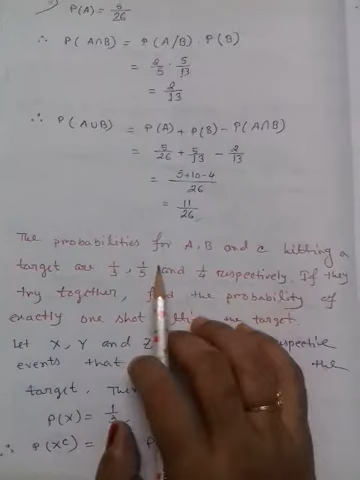 P(A) = 5/26
∴ P(A∩B) = P(A/B) · P(B)
= 2/5 · 5/13
= 2/13
∴ P(A∪B) = P(A) + P(B) - P(A∩B)
= 5/26 + 5/13 - 2/13
= 5+10-4/26
= 11/26
The probabilities for A, B and C hitting a
target are 1/3, 1/5 and 1/4 respectively. If they
try together, find the probability of
exactly one shot the target.
Let X, Y and Z
events that the
target.
P(X) = 1/3,
∴ P(XC) = P